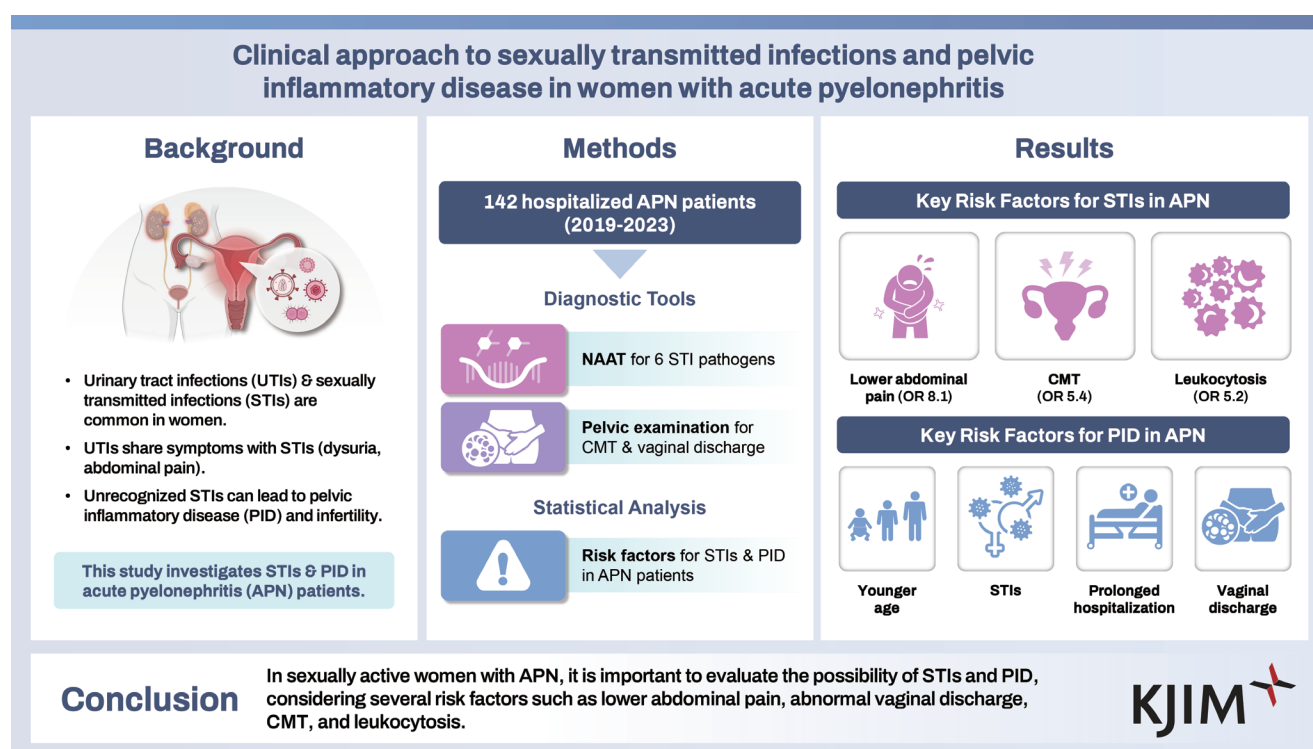 Clinical approach to sexually transmitted infections and pelvic
inflammatory disease in women with acute pyelonephritis
Background
• Urinary tract infections (UTIs) & sexually
transmitted infections (STIs) are
common in women.
• UTIs share symptoms with STIs (dysuria,
abdominal pain).
• Unrecognized STIs can lead to pelvic
inflammatory disease (PID) and infertility.
This study investigates STIs & PID in
acute pyelonephritis (APN) patients.
Methods
142 hospitalized APN patients
(2019-2023)
Diagnostic Tools
NAAT for 6 STI pathogens
Pelvic examination for
CMT & vaginal discharge
Statistical Analysis
Risk factors for STIs & PID
in APN patients
Results
Key Risk Factors for STIs in APN
Lower abdominal
pain (OR 8.1)
CMT
(OR 5.4)
Leukocytosis
(OR 5.2)
Key Risk Factors for PID in APN
Younger
age
STIs
Prolonged
hospitalization
Vaginal
discharge
Conclusion
In sexually active women with APN, it is important to evaluate the possibility of STIs and PID,
considering several risk factors such as lower abdominal pain, abnormal vaginal discharge,
CMT, and leukocytosis.
KJIM